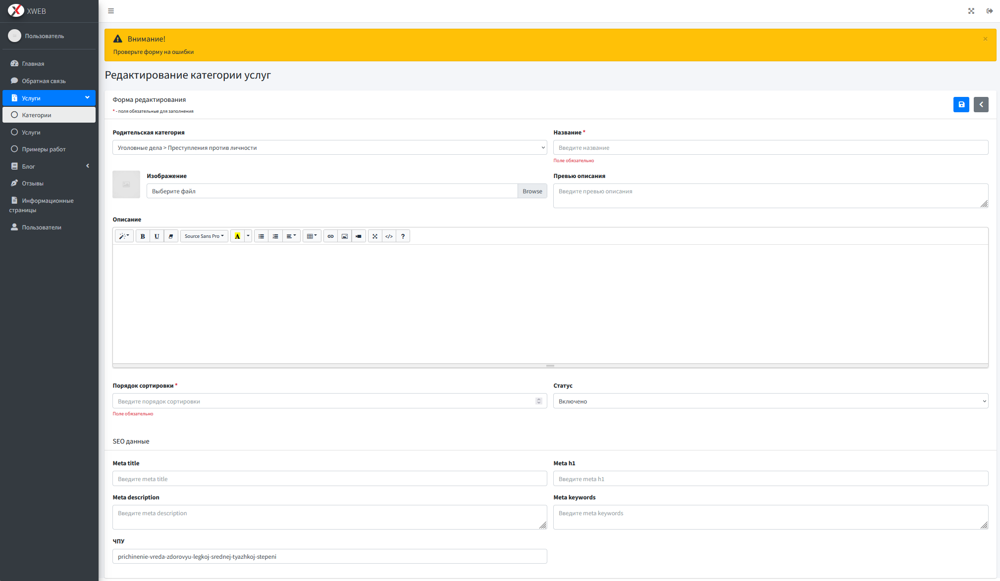 XWEB
Пользователь
Главная
Обратная связь
Услуги
Категории
Услуги
Примеры работ
Блог
Отзывы
Информационные
страницы
Пользователи
Внимание!
×
Проверьте форму на ошибки
Редактирование категории услуг
Форма редактирования
* - поля обязательные для заполнения
Родительская категория
Название *
Уголовные дела > Преступления против личности
Введите название
Поле обязательно
Изображение
Превью описания
Выберите файл
Browse
Введите превью описания
Описание
B U Source Sans Pro A </> ?
Порядок сортировки *
Статус
Введите порядок сортировки
Включено
Поле обязательно
SEO данные
Meta title
Meta h1
Введите meta title
Введите meta h1
Meta description
Meta keywords
Введите meta description
Введите meta keywords
ЧПУ
prichinenie-vreda-zdorovyu-legkoj-srednej-tyazhkoj-stepeni